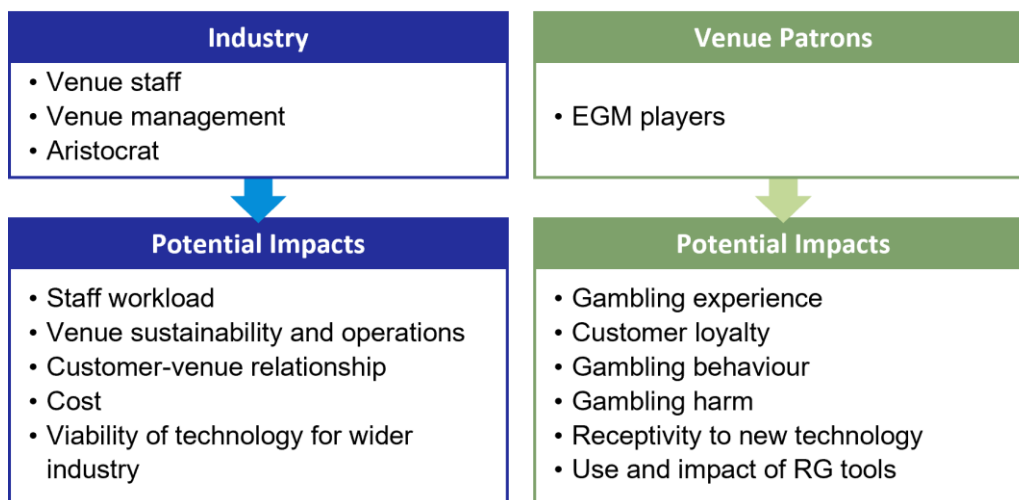 Industry
• Venue staff
• Venue management
• Aristocrat
Potential Impacts
• Staff workload
• Venue sustainability and operations
• Customer-venue relationship
• Cost
• Viability of technology for wider
industry
Venue Patrons
• EGM players
Potential Impacts
• Gambling experience
• Customer loyalty
• Gambling behaviour
• Gambling harm
• Receptivity to new technology
• Use and impact of RG tools